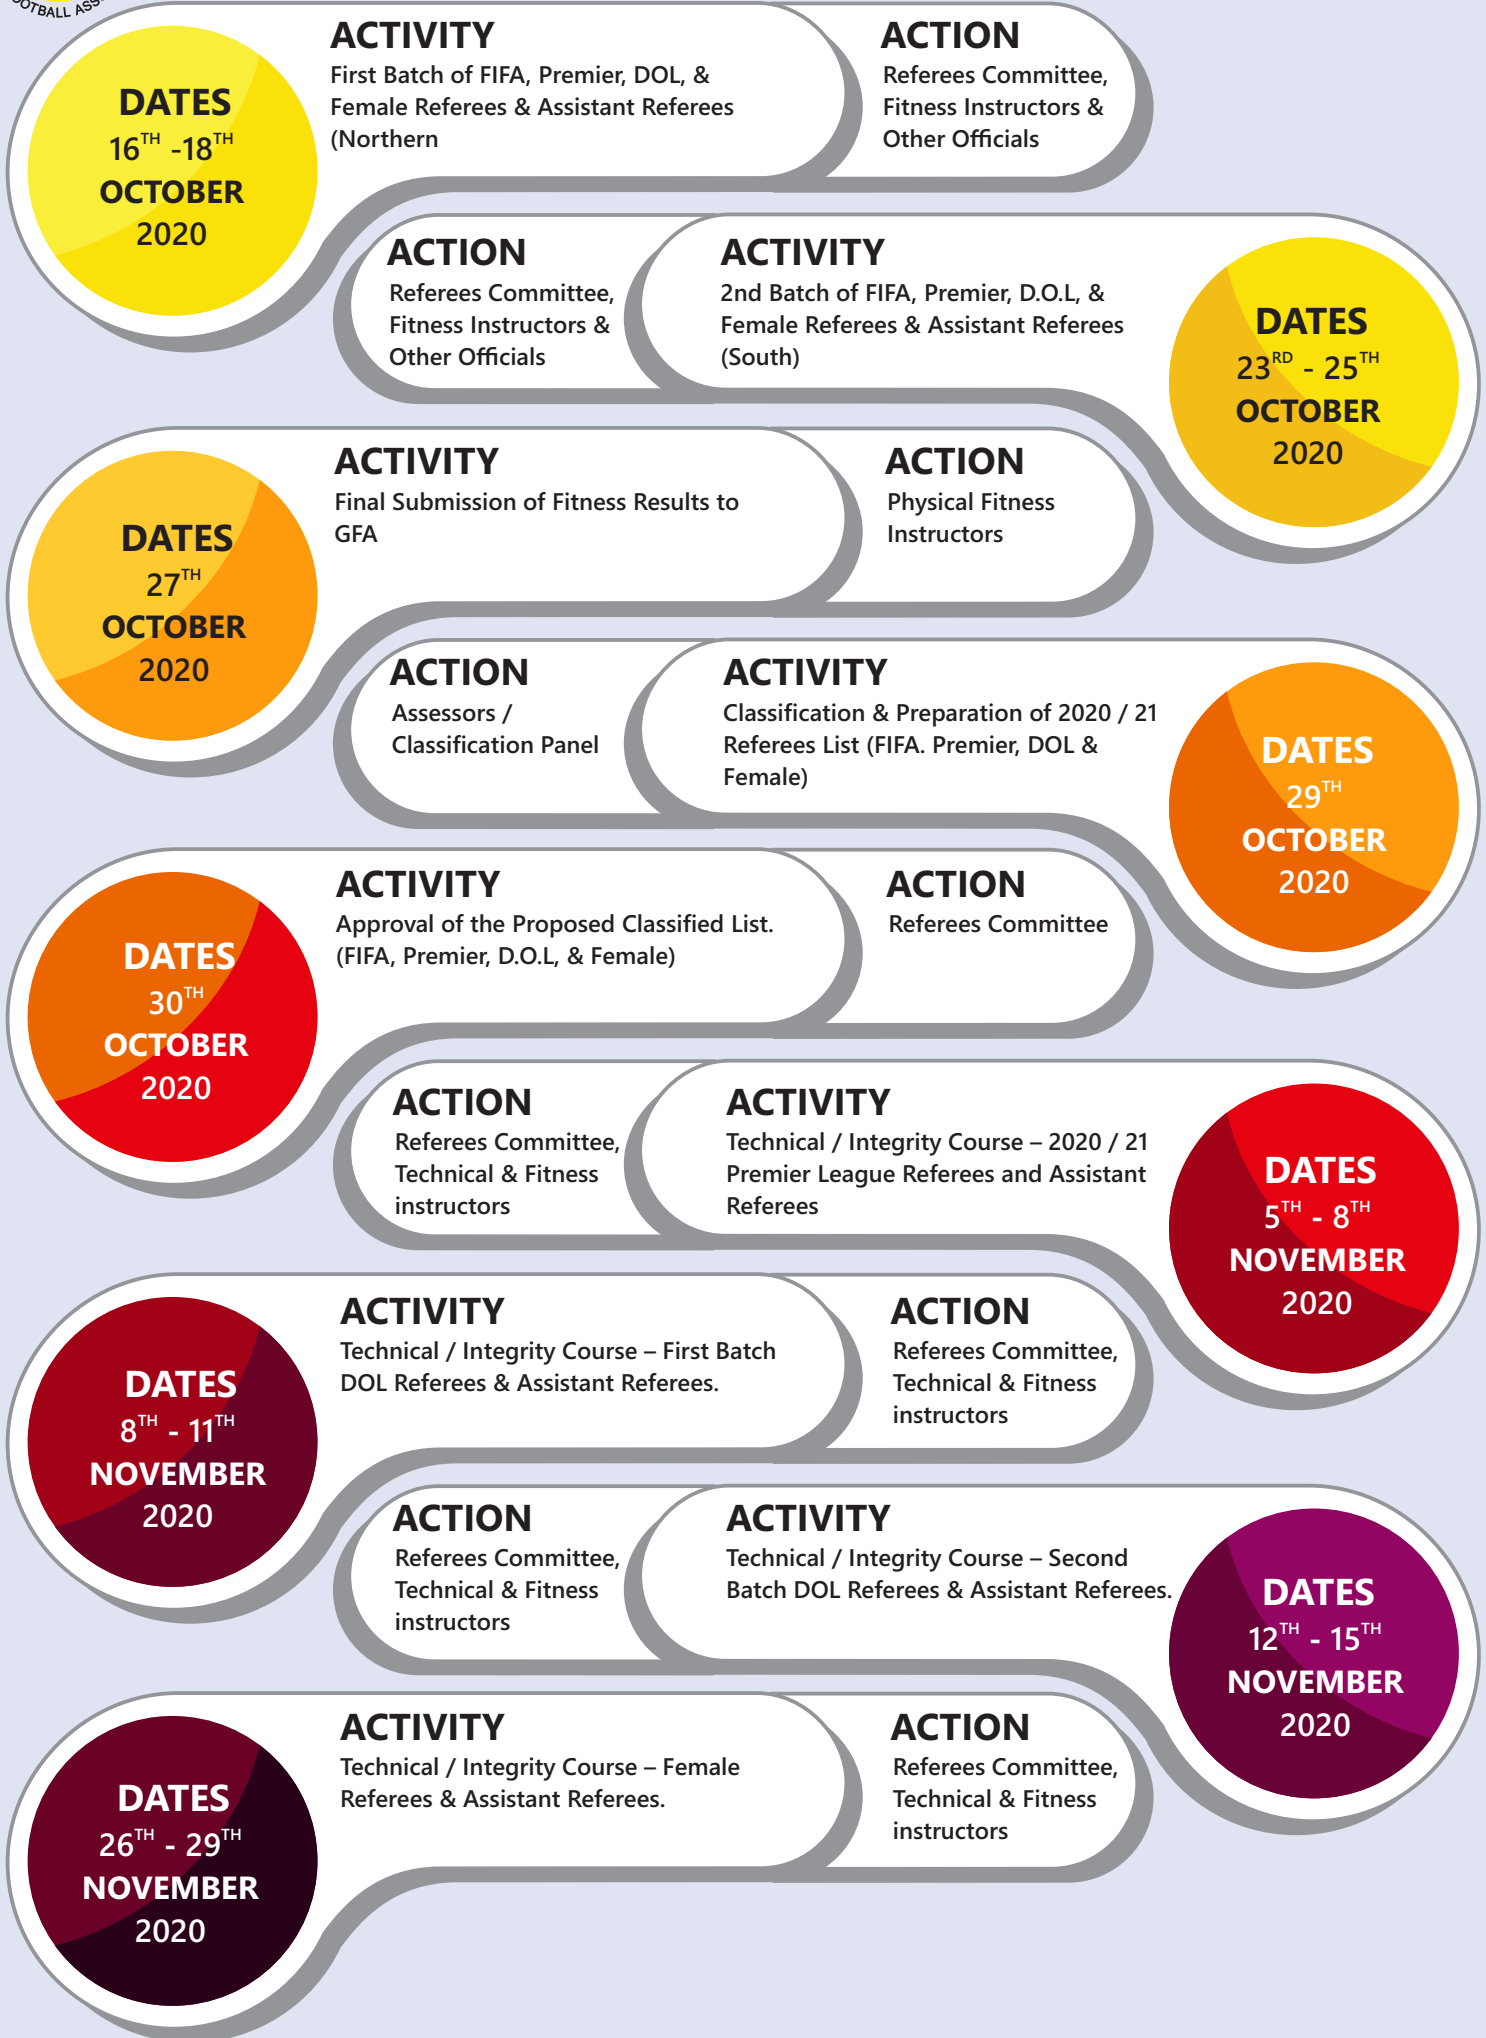 OTBALL ASS
ACTIVITY
First Batch of FIFA, Premier, DOL, &
Female Referees & Assistant Referees
(Northern
ACTION
Referees Committee,
Fitness Instructors &
Other Officials
DATES
16TH -18TH
OCTOBER
2020
ACTION
Referees Committee,
Fitness Instructors &
Other Officials
ACTIVITY
2nd Batch of FIFA, Premier, D.O.L, &
Female Referees & Assistant Referees
(South)
DATES
23RD - 25TH
OCTOBER
2020
ACTIVITY
Final Submission of Fitness Results to
GFA
ACTION
Physical Fitness
Instructors
DATES
27TH
OCTOBER
2020
ACTION
Assessors /
Classification Panel
ACTIVITY
Classification & Preparation of 2020 / 21
Referees List (FIFA. Premier, DOL &
Female)
DATES
29TH
OCTOBER
2020
ACTIVITY
Approval of the Proposed Classified List.
(FIFA, Premier, D.O.L, & Female)
ACTION
Referees Committee
DATES
30TH
OCTOBER
2020
ACTION
Referees Committee,
Technical & Fitness
instructors
ACTIVITY
Technical / Integrity Course – 2020 / 21
Premier League Referees and Assistant
Referees
DATES
5TH - 8TH
NOVEMBER
2020
ACTIVITY
Technical / Integrity Course – First Batch
DOL Referees & Assistant Referees.
ACTION
Referees Committee,
Technical & Fitness
instructors
DATES
8TH - 11TH
NOVEMBER
2020
ACTION
Referees Committee,
Technical & Fitness
instructors
ACTIVITY
Technical / Integrity Course – Second
Batch DOL Referees & Assistant Referees.
DATES
12TH - 15TH
NOVEMBER
2020
ACTIVITY
Technical / Integrity Course – Female
Referees & Assistant Referees.
ACTION
Referees Committee,
Technical & Fitness
instructors
DATES
26TH - 29TH
NOVEMBER
2020